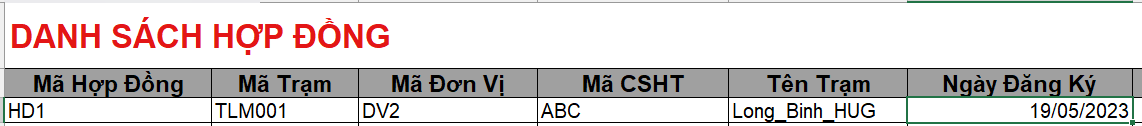 DANH SÁCH HỢP ĐỒNG
Mã Hợp Đồng Mã Trạm Mã Đơn Vị Mã CSHT Tên Trạm Ngày Đăng Ký
HD1 TLM001 DV2 ABC Long_Binh_HUG 19/05/2023